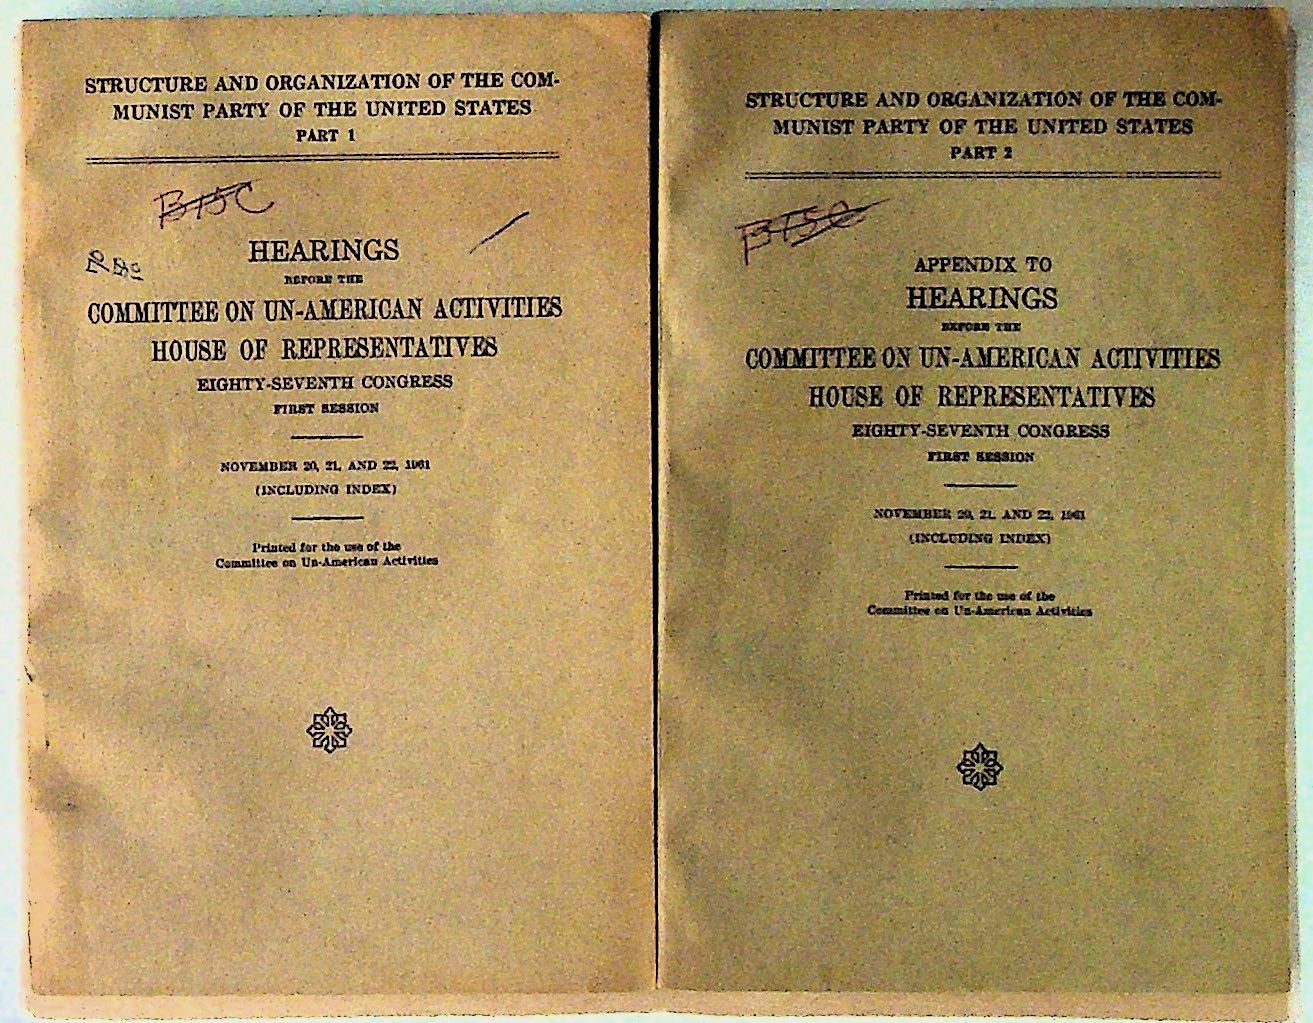 STRUCTURE AND ORGANIZATION OF THE COM-
MUNIST PARTY OF THE UNITED STATES
PART 1
HEARINGS
BEFORE THE
COMMITTEE ON UN-AMERICAN ACTIVITIES
HOUSE OF REPRESENTATIVES
EIGHTY-SEVENTH CONGRESS
FIRST SESSION
NOVEMBER 20, 21, AND 22, 1961
(INCLUDING INDEX)
Printed for the use of the
Committee on Un-American Activities
STRUCTURE AND ORGANIZATION OF THE COM-
MUNIST PARTY OF THE UNITED STATES
PART 2
APPENDIX TO
HEARINGS
BEFORE THE
COMMITTEE ON UN-AMERICAN ACTIVITIES
HOUSE OF REPRESENTATIVES
EIGHTY-SEVENTH CONGRESS
FIRST SESSION
NOVEMBER 20, 21, AND 22, 1961
(INCLUDING INDEX)
Printed for the use of the
Committee on Un-American Activities